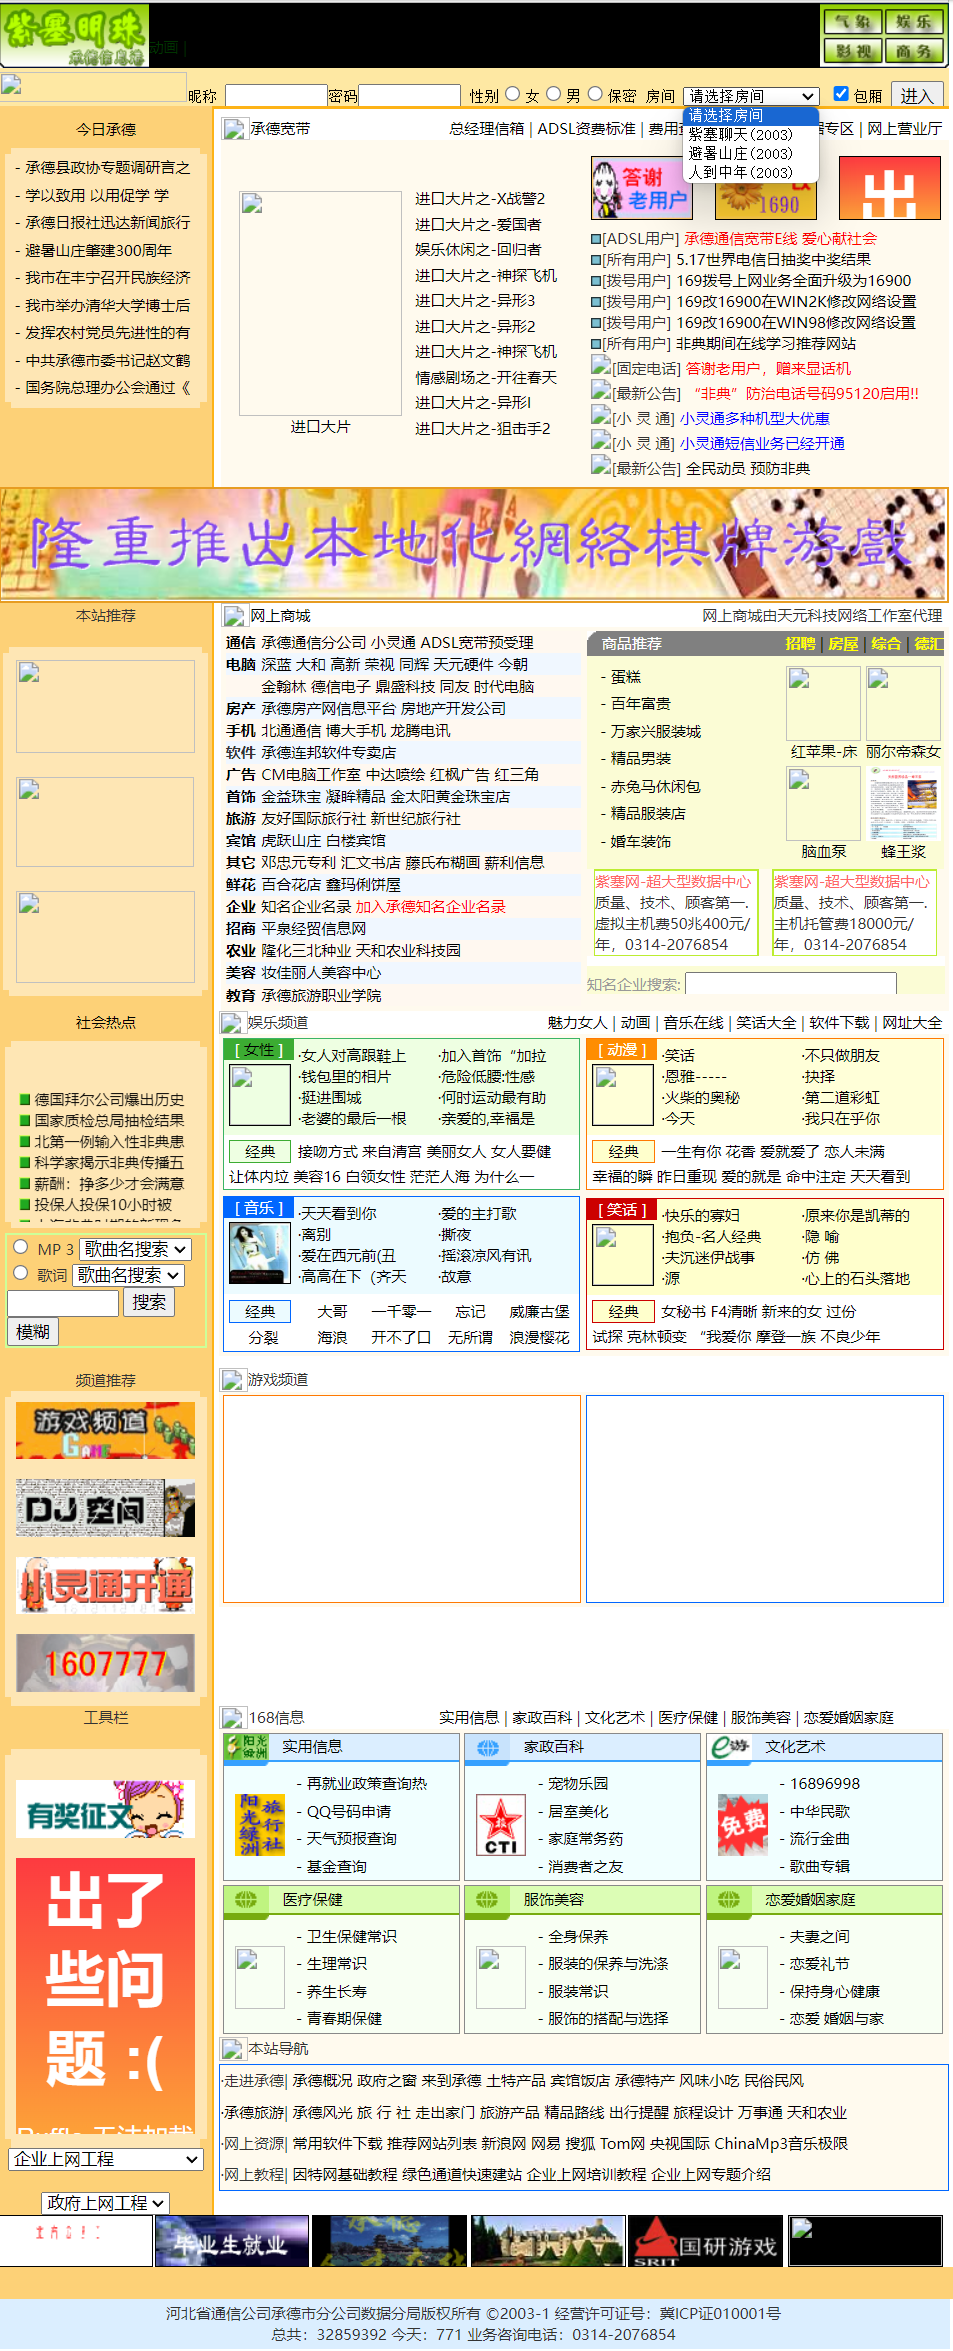 紫塞明珠
承德信息港
动画 |
气象 娱乐
影视 商务
昵称 密码 性别 女 男 保密 房间 请选择房间 包厢 进入
请选择房间
紫塞聊天(2003)
避暑山庄(2003)
人到中年(2003)
今日承德
- 承德县政协专题调研言之
- 学以致用 以用促学 学
- 承德日报社迅达新闻旅行
- 避暑山庄肇建300周年
- 我市在丰宁召开民族经济
- 我市举办清华大学博士后
- 发挥农村党员先进性的有
- 中共承德市委书记赵文鹤
- 国务院总理办公会通过《
承德宽带
总经理信箱 | ADSL资费标准 | 费用查 据专区 | 网上营业厅
进口大片
进口大片之-X战警2
进口大片之-爱国者
娱乐休闲之-回归者
进口大片之-神探飞机
进口大片之-异形3
进口大片之-异形2
进口大片之-神探飞机
情感剧场之-开往春天
进口大片之-异形I
进口大片之-狙击手2
答谢
老用户
改
1690
出
[ADSL用户] 承德通信宽带E线 爱心献社会
[所有用户] 5.17世界电信日抽奖中奖结果
[拨号用户] 169拨号上网业务全面升级为16900
[拨号用户] 169改16900在WIN2K修改网络设置
[拨号用户] 169改16900在WIN98修改网络设置
[所有用户] 非典期间在线学习推荐网站
[固定电话] 答谢老用户，赠来显话机
[最新公告] “非典”防治电话号码95120启用!!
[小 灵 通] 小灵通多种机型大优惠
[小 灵 通] 小灵通短信业务已经开通
[最新公告] 全民动员 预防非典
隆重推出本地化網絡棋牌游戲
本站推荐
网上商城
网上商城由天元科技网络工作室代理
通信 承德通信分公司 小灵通 ADSL宽带预受理
电脑 深蓝 大和 高新 荣视 同辉 天元硬件 今朝
金翰林 德信电子 鼎盛科技 同友 时代电脑
房产 承德房产网信息平台 房地产开发公司
手机 北通通信 博大手机 龙腾电讯
软件 承德连邦软件专卖店
广告 CM电脑工作室 中达喷绘 红枫广告 红三角
首饰 金益珠宝 凝眸精品 金太阳黄金珠宝店
旅游 友好国际旅行社 新世纪旅行社
宾馆 虎跃山庄 白楼宾馆
其它 邓忠元专利 汇文书店 藤氏布糊画 薪利信息
鲜花 百合花店 鑫玛俐饼屋
企业 知名企业名录 加入承德知名企业名录
招商 平泉经贸信息网
农业 隆化三北种业 天和农业科技园
美容 妆佳丽人美容中心
教育 承德旅游职业学院
商品推荐
招聘 | 房屋 | 综合 | 德汇
- 蛋糕
- 百年富贵
- 万家兴服装城
- 精品男装
- 赤兔马休闲包
- 精品服装店
- 婚车装饰
红苹果-床 丽尔帝森女
脑血泵 蜂王浆
紫塞网-超大型数据中心
质量、技术、顾客第一.
虚拟主机费50兆400元/
年，0314-2076854
紫塞网-超大型数据中心
质量、技术、顾客第一.
主机托管费18000元/
年，0314-2076854
知名企业搜索:
社会热点
德国拜尔公司爆出历史
国家质检总局抽检结果
北第一例输入性非典患
科学家揭示非典传播五
薪酬：挣多少才会满意
投保人投保10小时被
MP 3 歌曲名搜索
歌词 歌曲名搜索
搜索
模糊
娱乐频道
魅力女人 | 动画 | 音乐在线 | 笑话大全 | 软件下载 | 网址大全
[ 女性 ]
·女人对高跟鞋上 ·加入首饰“加拉
·钱包里的相片 ·危险低腰:性感
·挺进围城 ·何时运动最有助
·老婆的最后一根 ·亲爱的,幸福是
经典 接吻方式 来自清宫 美丽女人 女人要健
让体内垃 美容16 白领女性 茫茫人海 为什么一
[ 动漫 ]
·笑话 ·不只做朋友
·恩雅----- ·抉择
·火柴的奥秘 ·第二道彩虹
·今天 ·我只在乎你
经典 一生有你 花香 爱就爱了 恋人未满
幸福的瞬 昨日重现 爱的就是 命中注定 天天看到
[ 音乐 ]
·天天看到你 ·爱的主打歌
·离别 ·撕夜
·爱在西元前(丑 ·摇滚凉风有讯
·高高在下（齐天 ·故意
经典 大哥 一千零一 忘记 威廉古堡
分裂 海浪 开不了口 无所谓 浪漫樱花
[ 笑话 ]
·快乐的寡妇 ·原来你是凯蒂的
·抱负-名人经典 ·隐 喻
·夫沉迷伊战事 ·仿 佛
·源 ·心上的石头落地
经典 女秘书 F4清晰 新来的女 过份
试探 克林顿变 “我爱你 摩登一族 不良少年
频道推荐
游戏频道
GAME
DJ 空间
小灵通开通
1607777
游戏频道
工具栏
有奖征文
出了
些问
题 :(
Ruffle 无法加载
企业上网工程
政府上网工程
168信息
实用信息 | 家政百科 | 文化艺术 | 医疗保健 | 服饰美容 | 恋爱婚姻家庭
阳光绿洲
实用信息
阳光绿洲旅行社
- 再就业政策查询热
- QQ号码申请
- 天气预报查询
- 基金查询
家政百科
CTI
- 宠物乐园
- 居室美化
- 家庭常务药
- 消费者之友
e游
文化艺术
免费
- 16896998
- 中华民歌
- 流行金曲
- 歌曲专辑
医疗保健
- 卫生保健常识
- 生理常识
- 养生长寿
- 青春期保健
服饰美容
- 全身保养
- 服装的保养与洗涤
- 服装常识
- 服饰的搭配与选择
恋爱婚姻家庭
- 夫妻之间
- 恋爱礼节
- 保持身心健康
- 恋爱 婚姻与家
本站导航
·走进承德| 承德概况 政府之窗 来到承德 土特产品 宾馆饭店 承德特产 风味小吃 民俗民风
·承德旅游| 承德风光 旅 行 社 走出家门 旅游产品 精品路线 出行提醒 旅程设计 万事通 天和农业
·网上资源| 常用软件下载 推荐网站列表 新浪网 网易 搜狐 Tom网 央视国际 ChinaMp3音乐极限
·网上教程| 因特网基础教程 绿色通道快速建站 企业上网培训教程 企业上网专题介绍
毕业生就业
SRIT 国研游戏
河北省通信公司承德市分公司数据分局版权所有 ©2003-1 经营许可证号：冀ICP证010001号
总共：32859392 今天：771 业务咨询电话：0314-2076854